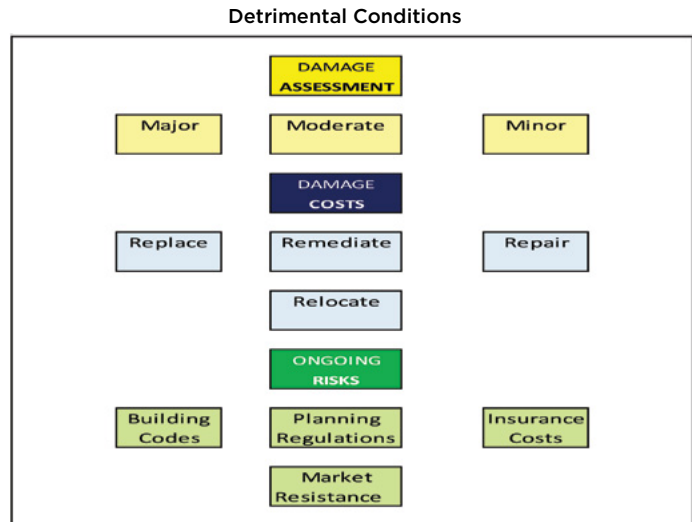 Detrimental Conditions
DAMAGE
ASSESSMENT
Major
Moderate
Minor
DAMAGE
COSTS
Replace
Remediate
Repair
Relocate
ONGOING
RISKS
Building
Codes
Planning
Regulations
Insurance
Costs
Market
Resistance